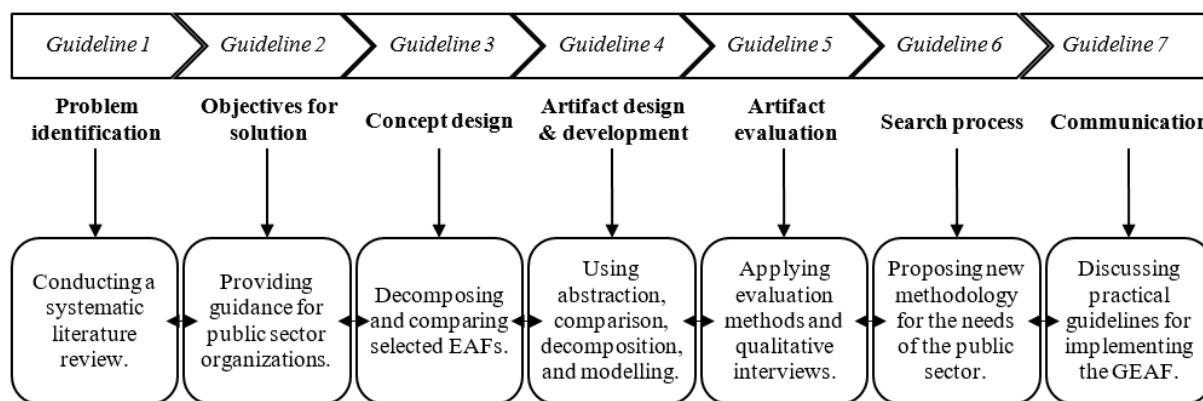 Guideline 1
Guideline 2
Guideline 3
Guideline 4
Guideline 5
Guideline 6
Guideline 7
Problem
identification
Objectives for
solution
Concept design
Artifact design
& development
Artifact
evaluation
Search process
Communication
Conducting a
systematic
literature
review.
Providing
guidance for
public sector
organizations.
Decomposing
and comparing
selected EAFs.
Using
abstraction,
comparison,
decomposition,
and modelling.
Applying
evaluation
methods and
qualitative
interviews.
Proposing new
methodology
for the needs
of the public
sector.
Discussing
practical
guidelines for
implementing
the GEAF.